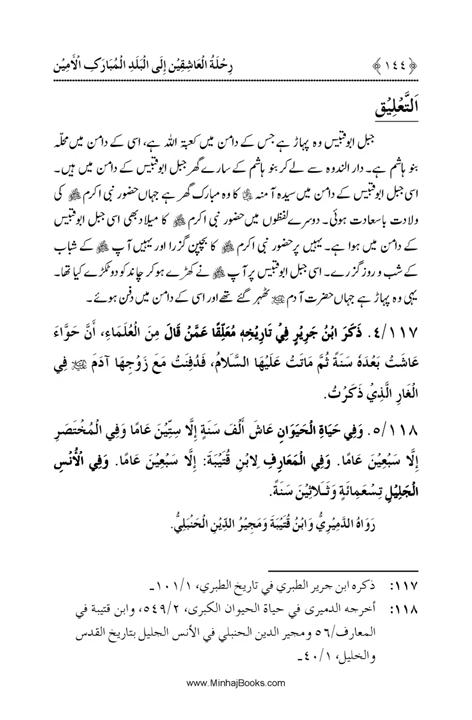 ﴿١٤٤﴾ رِحْلَةُ الْعَاشِقِيْن إِلَى الْبَلَدِ الْمُبَارَكِ الْأَمِيْن
اَلتَّعْلِيْق
جبل ابوقبیس وہ پہاڑ ہے جس کے دامن میں کعبۃ اللہ ہے، اسی کے دامن میں محلّہ
بنو ہاشم ہے۔ دار الندوہ سے لے کر بنو ہاشم کے سارے گھر جبل ابوقبیس کے دامن میں ہیں۔
اسی جبل ابوقبیس کے دامن میں سیدہ آمنہ ؓ کا وہ مبارک گھر ہے جہاں حضور نبی اکرم ﷺ کی
ولادت باسعادت ہوئی۔ دوسرے لفظوں میں حضور نبی اکرم ﷺ کا میلاد بھی اسی جبل ابوقبیس
کے دامن میں ہوا ہے۔ یہیں پر حضور نبی اکرم ﷺ کا بچپن گزرا اور یہیں آپ ﷺ کے شباب
کے شب و روز گزرے۔ اسی جبل ابوقبیس پر آپ ﷺ نے کھڑے ہوکر چاند کو دو ٹکڑے کیا تھا۔
یہی وہ پہاڑ ہے جہاں حضرت آدم ؑ ٹھہر گئے تھے اور اسی کے دامن میں دفن ہوئے۔
٤/١١٧. ذَكَرَ ابْنُ جَرِيْرٍ فِيْ تَارِيْخِهِ مُعَلَّقًا عَمَّنْ قَالَ مِنَ الْعُلَمَاءِ، أَنَّ حَوَّاءَ
عَاشَتْ بَعْدَهُ سَنَةً ثُمَّ مَاتَتْ عَلَيْهَا السَّلَامُ، فَدُفِنَتْ مَعَ زَوْجِهَا آدَمَ ؑ فِي
الْغَارِ الَّذِيْ ذَكَرْتُ.
٥/١١٨. وَفِي حَيَاةِ الْحَيَوَانِ عَاشَ أَلْفَ سَنَةٍ إِلَّا سِتِّيْنَ عَامًا وَفِي الْمُخْتَصَرِ
إِلَّا سَبْعِيْنَ عَامًا. وَفِي الْمَعَارِفِ لِابْنِ قُتَيْبَةَ: إِلَّا سَبْعِيْنَ عَامًا. وَفِي الْأُنْسِ
الْجَلِيْلِ تِسْعَمِائَةٍ وَثَلَاثِيْنَ سَنَةً.
رَوَاهُ الدَّمِيْرِيُّ وَابْنُ قُتَيْبَةَ وَمُجِيْرُ الدِّيْنِ الْحَنْبَلِيُّ.
١١٧: ذكره ابن جرير الطبري في تاريخ الطبري، ١/١٠١۔
١١٨: أخرجه الدميرى في حياة الحيوان الكبرى، ٢/٥٤٩، وابن قتيبة في
المعارف/٥٦ ومجير الدين الحنبلي في الأنس الجليل بتاريخ القدس
والخليل، ١/٤٠۔
www.MinhajBooks.com